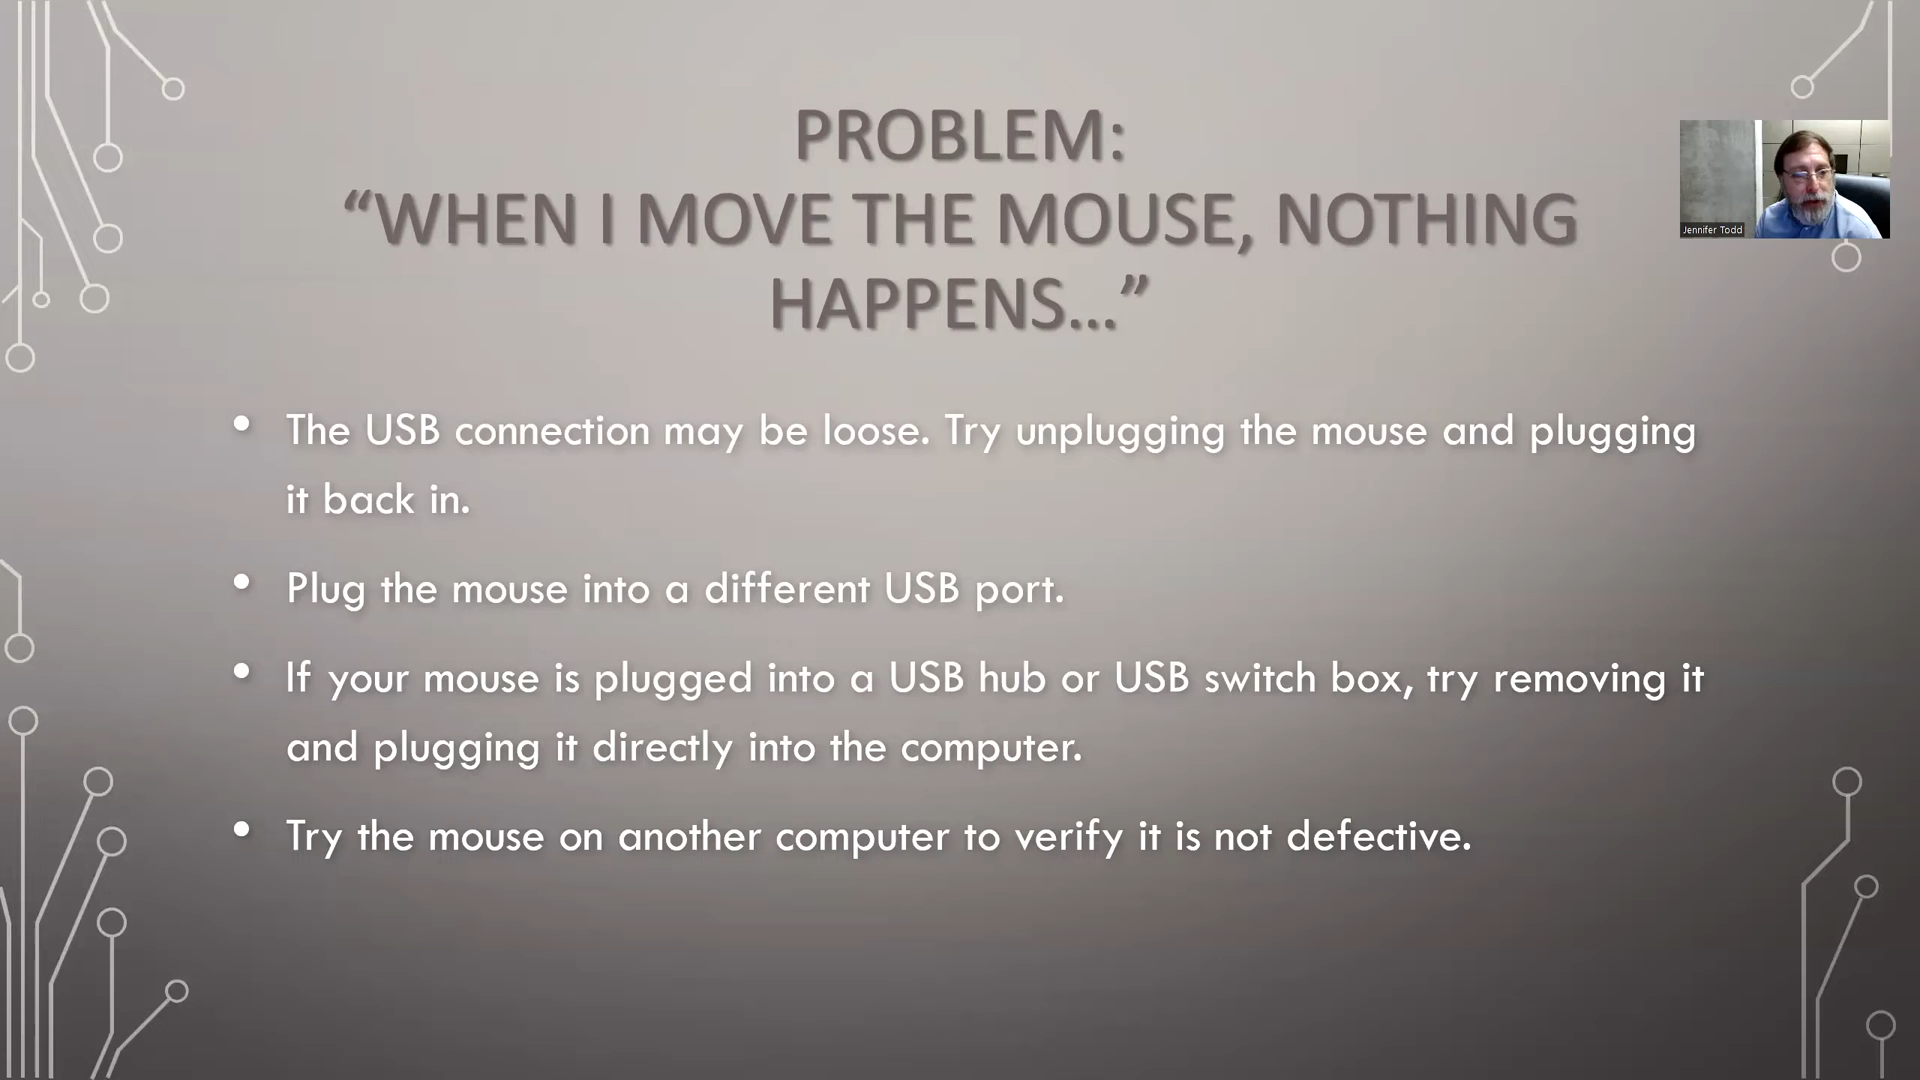 PROBLEM:
“WHEN I MOVE THE MOUSE, NOTHING
HAPPENS…”
Jennifer Todd
• The USB connection may be loose. Try unplugging the mouse and plugging
it back in.
• Plug the mouse into a different USB port.
• If your mouse is plugged into a USB hub or USB switch box, try removing it
and plugging it directly into the computer.
• Try the mouse on another computer to verify it is not defective.